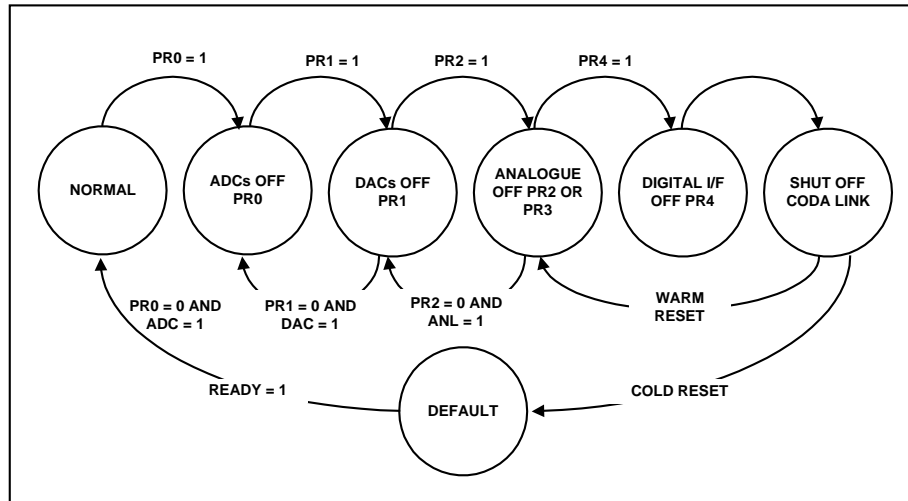 PR0 = 1
PR1 = 1
PR2 = 1
PR4 = 1
NORMAL
ADCs OFF
PR0
DACs OFF
PR1
ANALOGUE
OFF PR2 OR
PR3
DIGITAL I/F
OFF PR4
SHUT OFF
CODA LINK
PR0 = 0 AND
ADC = 1
PR1 = 0 AND
DAC = 1
PR2 = 0 AND
ANL = 1
WARM
RESET
READY = 1
DEFAULT
COLD RESET